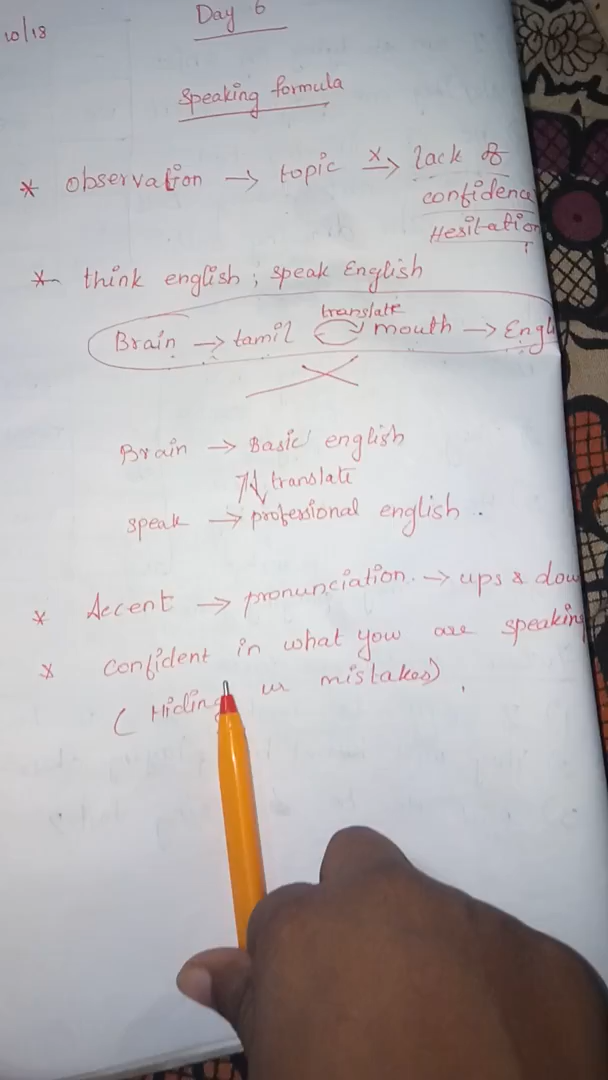 10/18
Day 6
Speaking formula
* observation → topic x→ lack of
confidence
Hesitation
* think english ; speak English
translate
Brain → tamil mouth → Engl
Brain → Basic english
translate
speak → professional english .
* Accent → pronunciation. → ups & dow
* confident in what you are speaking
( Hiding ur mistakes) .